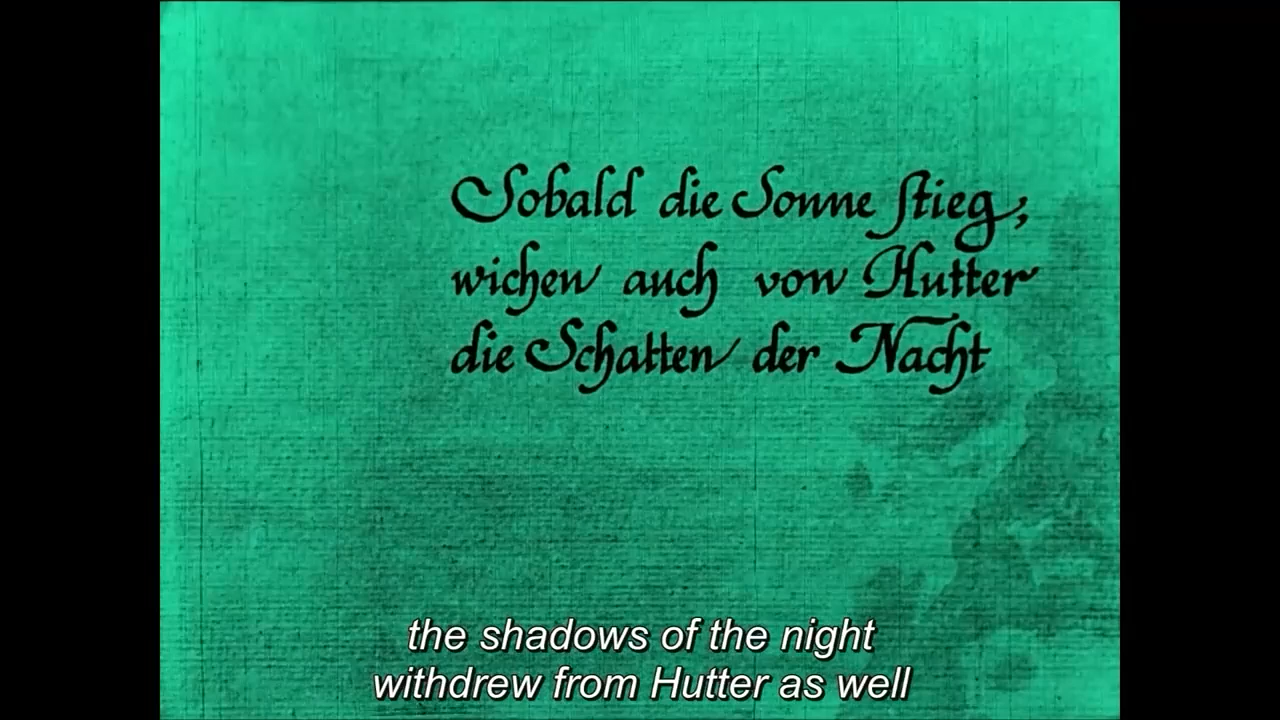 Sobald die Sonne stieg,
wichen auch von Hutter
die Schatten der Nacht
the shadows of the night
withdrew from Hutter as well